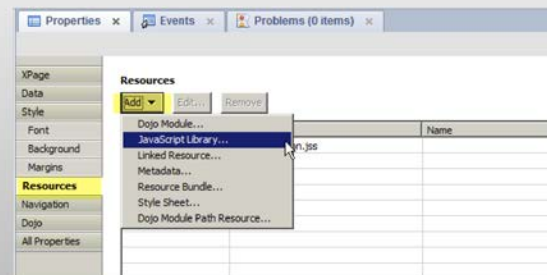 Properties
Events
Problems (0 items)
XPage
Data
Style
Font
Background
Margins
Resources
Navigation
Dojo
All Properties
Resources
Add
Edit...
Remove
Dojo Module...
JavaScript Library...
Linked Resource...
Metadata...
Resource Bundle...
Style Sheet...
Dojo Module Path Resource...
Name
n.jss